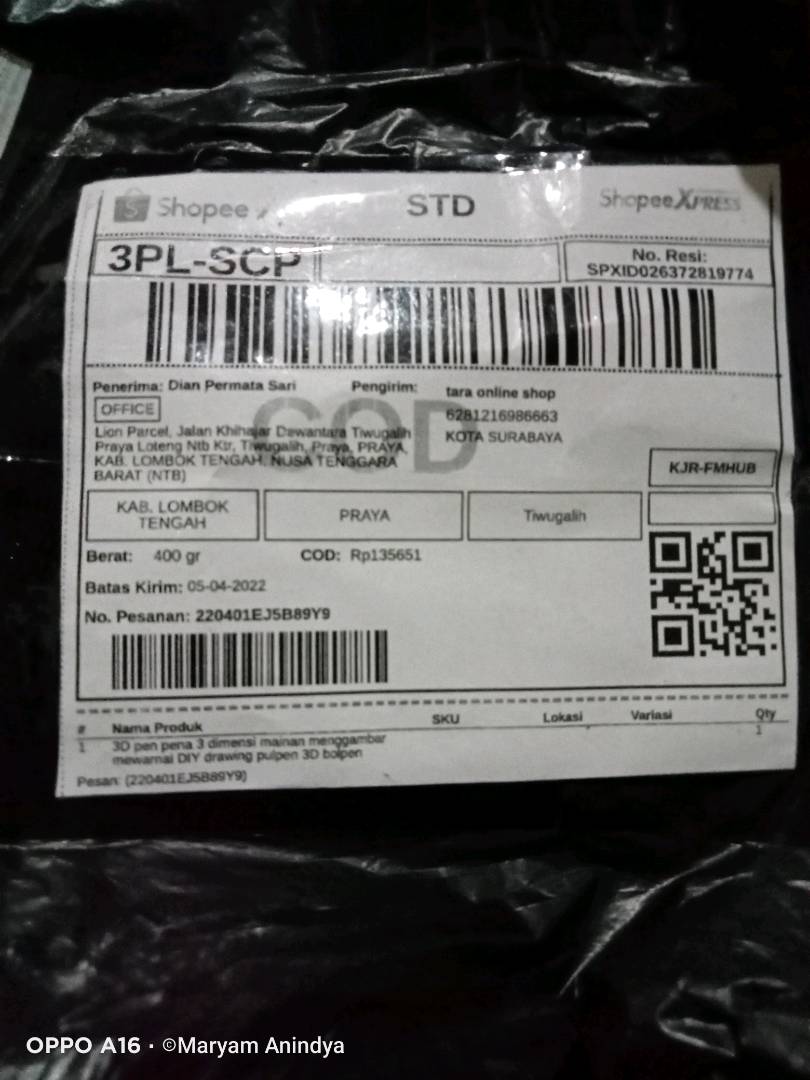 Shopee
STD
ShopeeXPRESS
3PL-SCP
No. Resi:
SPXID026372819774
Penerima: Dian Permata Sari
Pengirim:
tara online shop
OFFICE
6281216986663
COD
Lion Parcel, Jalan Khihajar Dewantara Tiwugalih
KOTA SURABAYA
Praya Loteng Ntb Ktr, Tiwugalih, Praya, PRAYA,
KAB. LOMBOK TENGAH, NUSA TENGGARA
BARAT (NTB)
KJR-FMHUB
KAB. LOMBOK
TENGAH
PRAYA
Tiwugalih
Berat: 400 gr
COD: Rp135651
Batas Kirim: 05-04-2022
No. Pesanan: 220401EJ5B89Y9
# Nama Produk SKU Lokasi Variasi Qty
1 3D pen pena 3 dimensi mainan menggambar 1
mewarnai DIY drawing pulpen 3D bolpen
Pesan: (220401EJ5B89Y9)
OPPO A16 · ©Maryam Anindya